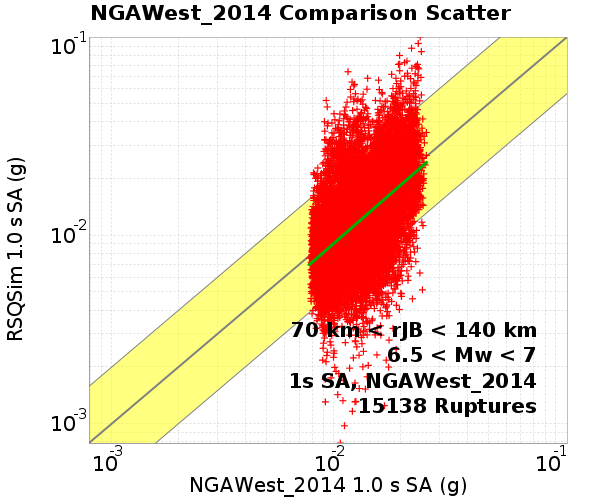 NGAWest_2014 Comparison Scatter
RSQSim 1.0 s SA (g)
10-1
10-2
10-3
70 km < rJB < 140 km
6.5 < Mw < 7
1s SA, NGAWest_2014
15138 Ruptures
10-3 10-2 10-1
NGAWest_2014 1.0 s SA (g)